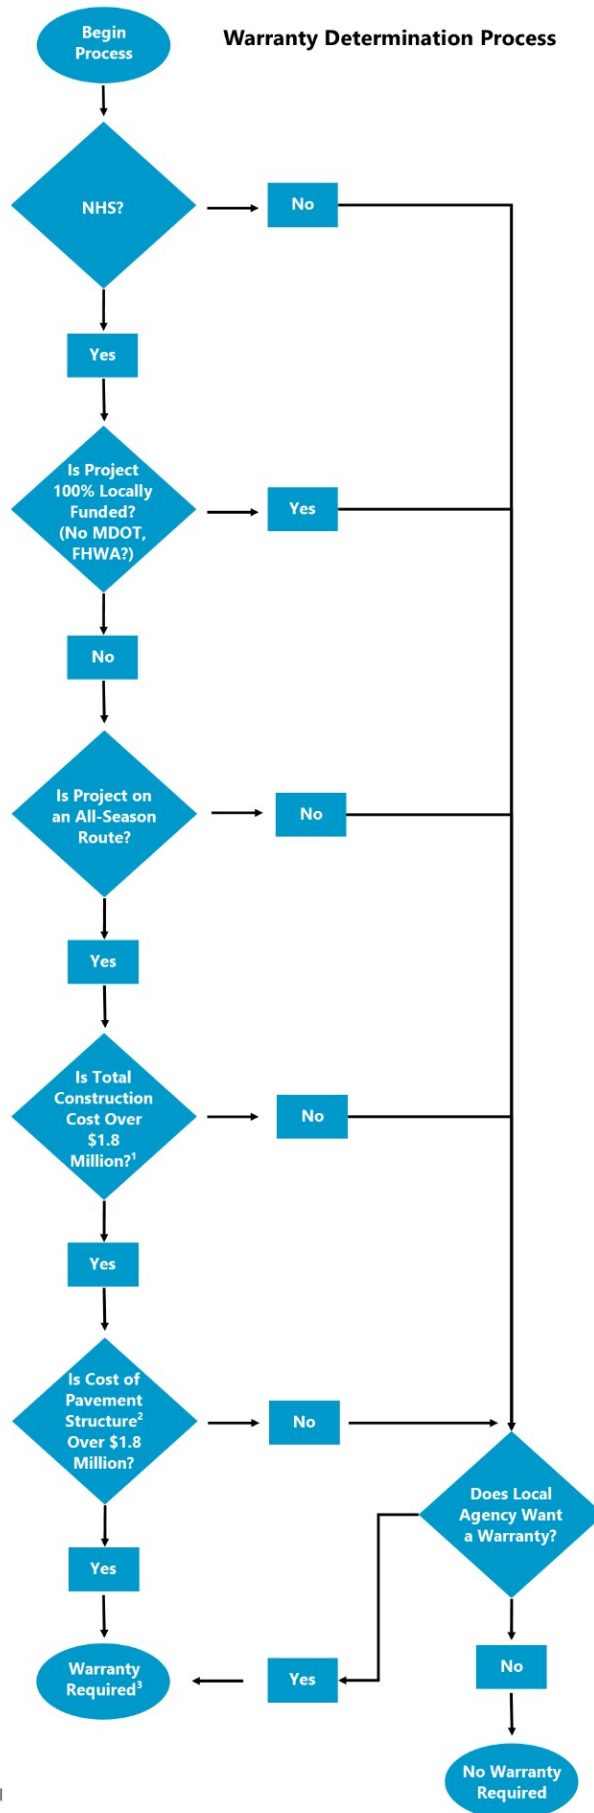 Begin
Process
Warranty Determination Process
NHS?
No
Yes
Is Project
100% Locally
Funded?
(No MDOT,
FHWA?)
Yes
No
Is Project on
an All-Season
Route?
No
Yes
Is Total
Construction
Cost Over
$1.8
Million?¹
No
Yes
Is Cost of
Pavement
Structure²
Over $1.8
Million?
No
Does Local
Agency Want
a Warranty?
Yes
No
Warranty
Required³
Yes
No Warranty
Required